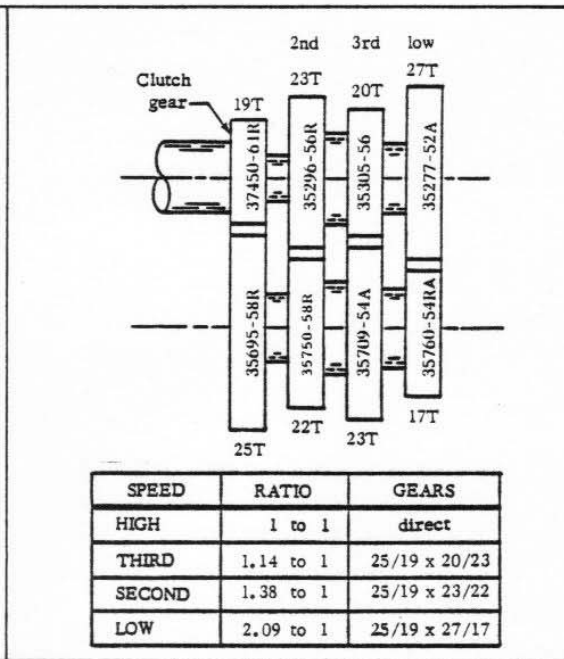 2nd 3rd low
Clutch gear
19T 23T 20T 27T
37450-61R 35296-56R 35305-56 35277-52A
35695-58R 35750-58R 35709-54A 35760-54RA
25T 22T 23T 17T
SPEED RATIO GEARS
HIGH 1 to 1 direct
THIRD 1.14 to 1 25/19 x 20/23
SECOND 1.38 to 1 25/19 x 23/22
LOW 2.09 to 1 25/19 x 27/17